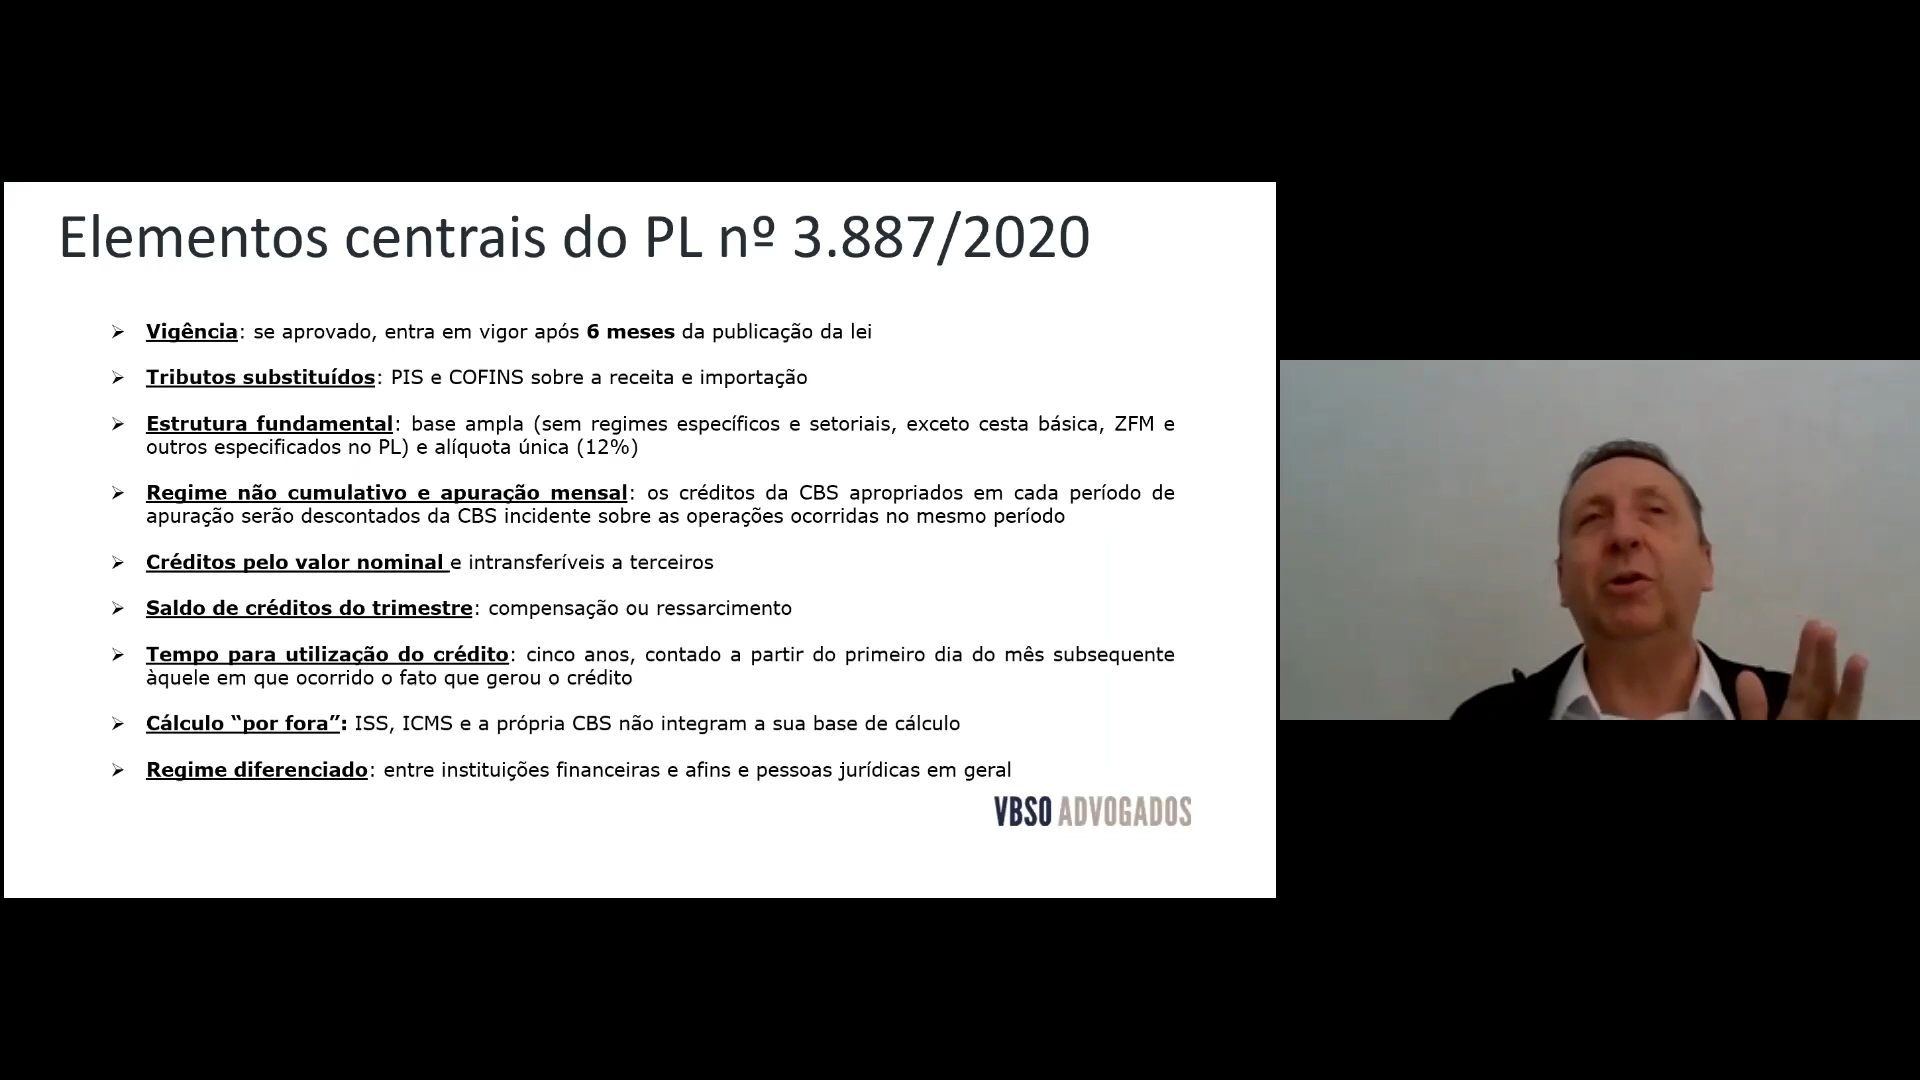 Elementos centrais do PL nº 3.887/2020
➢ Vigência: se aprovado, entra em vigor após 6 meses da publicação da lei
➢ Tributos substituídos: PIS e COFINS sobre a receita e importação
➢ Estrutura fundamental: base ampla (sem regimes específicos e setoriais, exceto cesta básica, ZFM e
outros especificados no PL) e alíquota única (12%)
➢ Regime não cumulativo e apuração mensal: os créditos da CBS apropriados em cada período de
apuração serão descontados da CBS incidente sobre as operações ocorridas no mesmo período
➢ Créditos pelo valor nominal e intransferíveis a terceiros
➢ Saldo de créditos do trimestre: compensação ou ressarcimento
➢ Tempo para utilização do crédito: cinco anos, contado a partir do primeiro dia do mês subsequente
àquele em que ocorrido o fato que gerou o crédito
➢ Cálculo “por fora”: ISS, ICMS e a própria CBS não integram a sua base de cálculo
➢ Regime diferenciado: entre instituições financeiras e afins e pessoas jurídicas em geral
VBSO ADVOGADOS